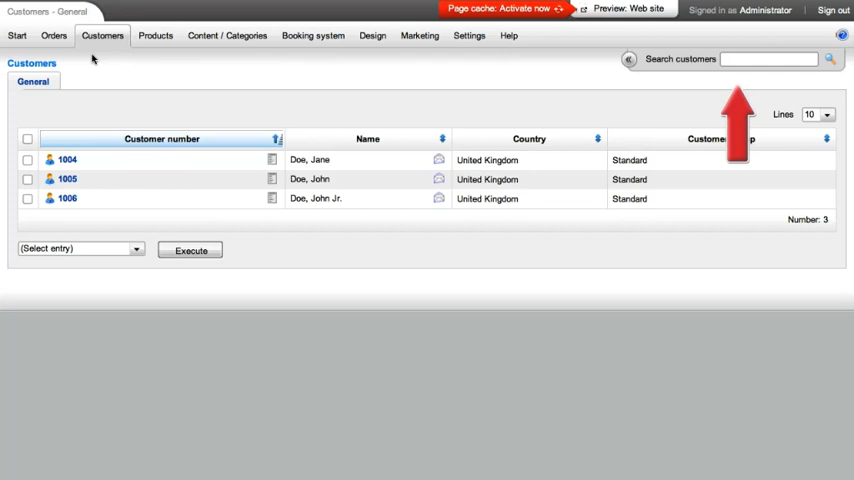 Customers - General
Page cache: Activate now
Preview: Web site
Signed in as Administrator
Sign out
Start Orders Customers Products Content / Categories Booking system Design Marketing Settings Help ?
Customers
« Search customers
General
Lines 10
Customer number Name Country
1004 Doe, Jane United Kingdom Standard
1005 Doe, John United Kingdom Standard
1006 Doe, John Jr. United Kingdom Standard
Number: 3
(Select entry) Execute